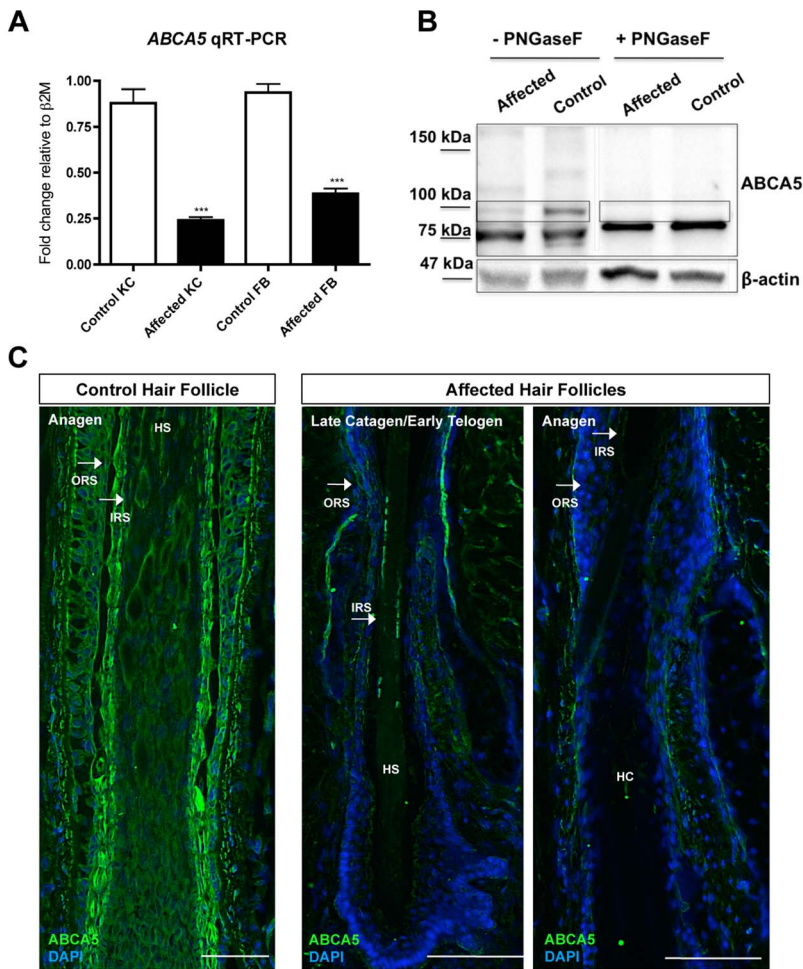 A
ABCA5 qRT-PCR
Fold change relative to β2M
1.00
0.75
0.50
0.25
0.00
***
***
Control KC
Affected KC
Control FB
Affected FB
B
- PNGaseF
+ PNGaseF
Affected
Control
Affected
Control
150 kDa
100 kDa
75 kDa
47 kDa
ABCA5
β-actin
C
Control Hair Follicle
Affected Hair Follicles
Anagen
HS
ORS
IRS
ABCA5
DAPI
Late Catagen/Early Telogen
ORS
IRS
HS
ABCA5
DAPI
Anagen
IRS
ORS
HC
ABCA5
DAPI